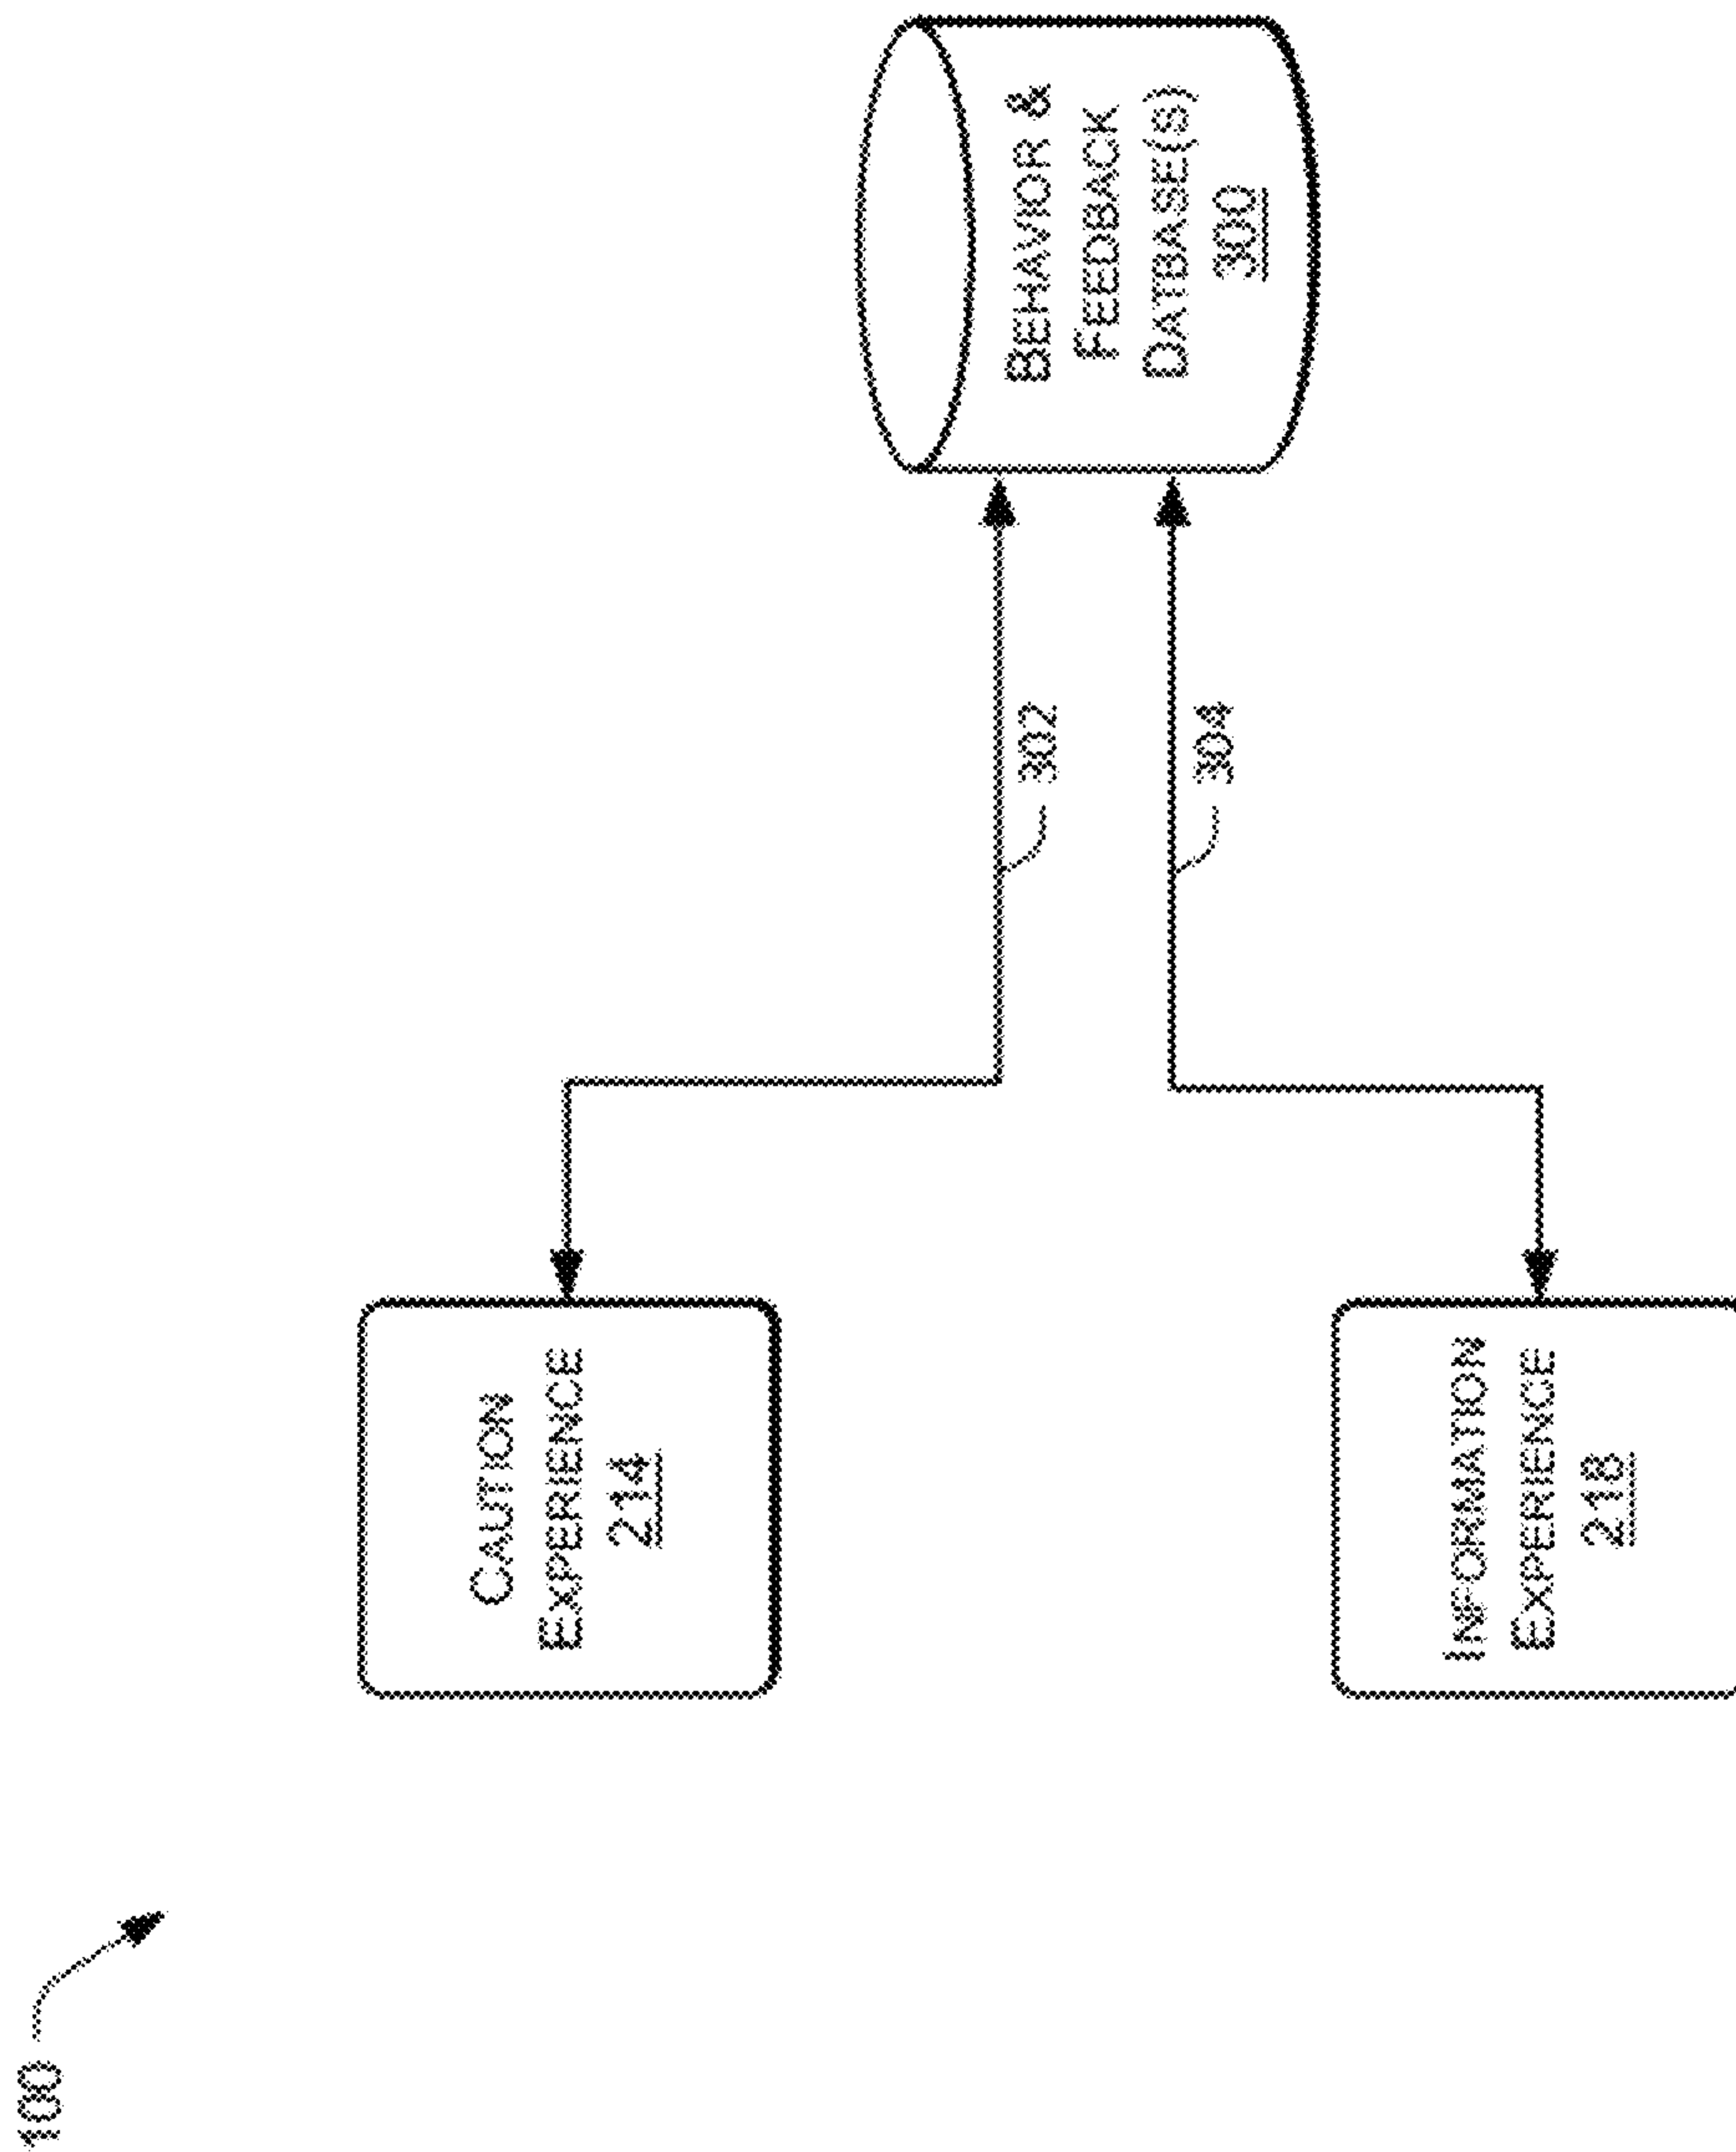 100
CAUTION
EXPERIENCE
214
302
BEHAVIOR &
FEEDBACK
DATBASE(S)
300
304
INFORMATION
EXPERIENCE
218